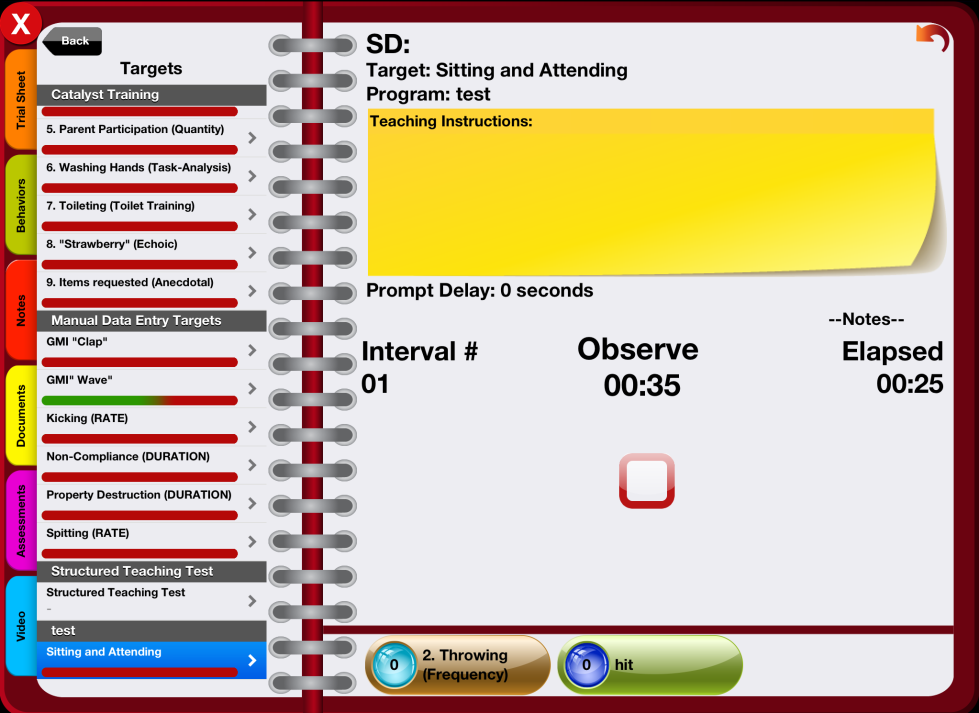 X
Back
Targets
Catalyst Training
5. Parent Participation (Quantity)
6. Washing Hands (Task-Analysis)
7. Toileting (Toilet Training)
8. "Strawberry" (Echoic)
9. Items requested (Anecdotal)
Manual Data Entry Targets
GMI "Clap"
GMI" Wave"
Kicking (RATE)
Non-Compliance (DURATION)
Property Destruction (DURATION)
Spitting (RATE)
Structured Teaching Test
Structured Teaching Test
-
test
Sitting and Attending
Trial Sheet
Behaviors
Notes
Documents
Assessments
Video
SD:
Target: Sitting and Attending
Program: test
Teaching Instructions:
Prompt Delay: 0 seconds
--Notes--
Interval #
01
Observe
00:35
Elapsed
00:25
0
2. Throwing
(Frequency)
0
hit